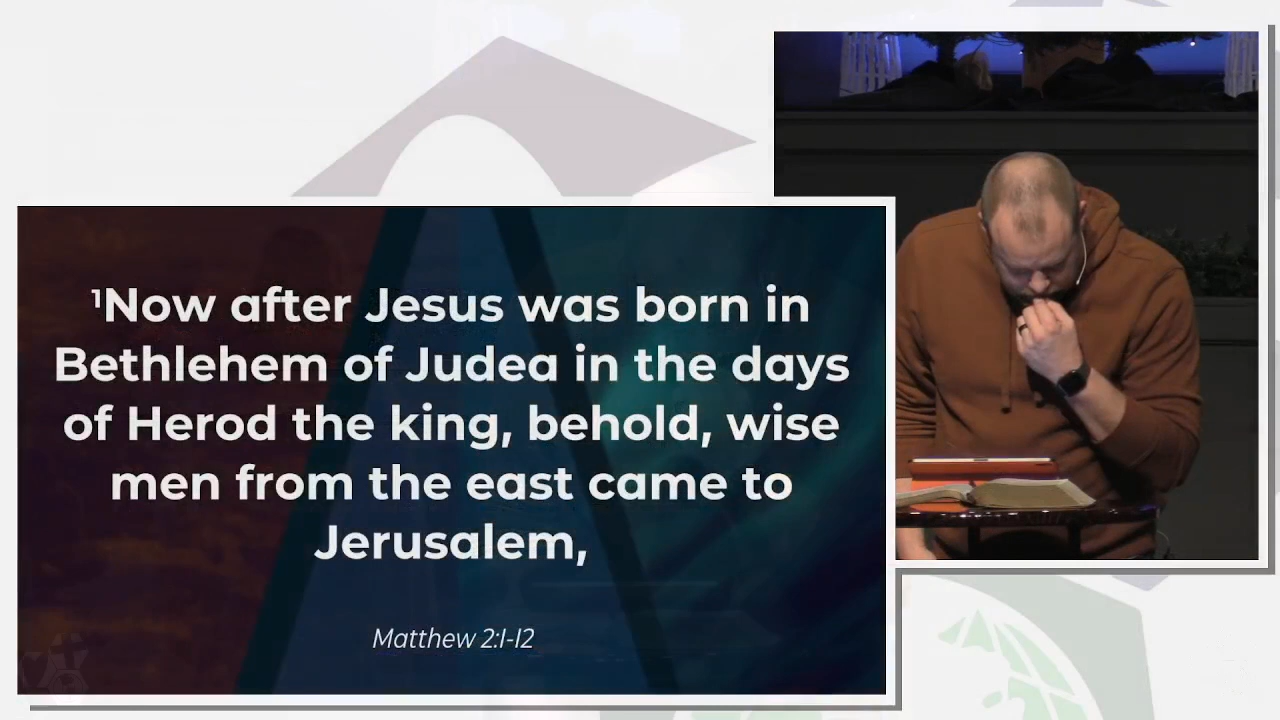 ¹Now after Jesus was born in
Bethlehem of Judea in the days
of Herod the king, behold, wise
men from the east came to
Jerusalem,
Matthew 2:1-12